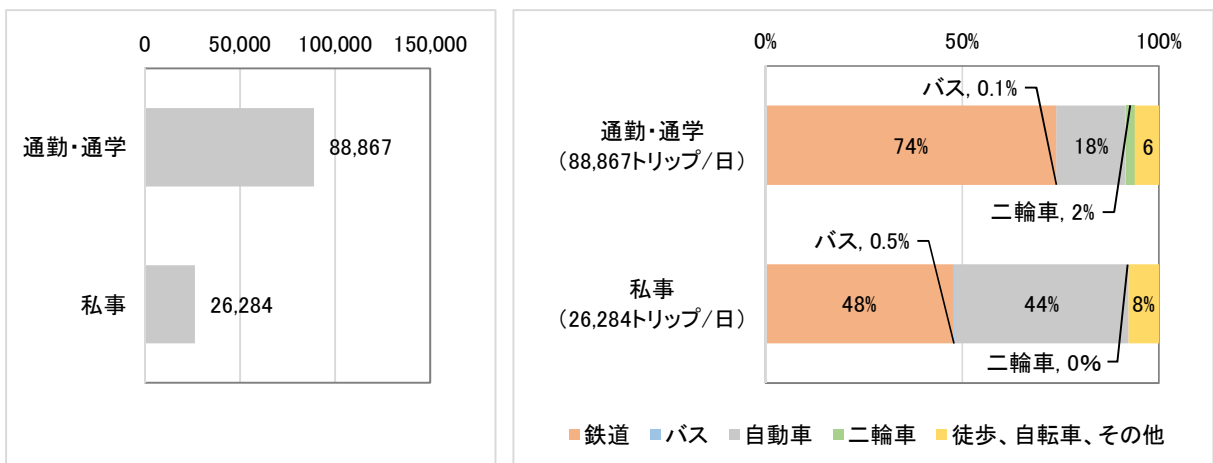 0 50,000 100,000 150,000
通勤・通学 88,867
私事 26,284
0% 50% 100%
バス, 0.1%
通勤・通学
（88,867トリップ/日）
74% 18% 6
二輪車, 2%
バス, 0.5%
私事
（26,284トリップ/日）
48% 44% 8%
二輪車, 0%
鉄道 バス 自動車 二輪車 徒歩、自転車、その他